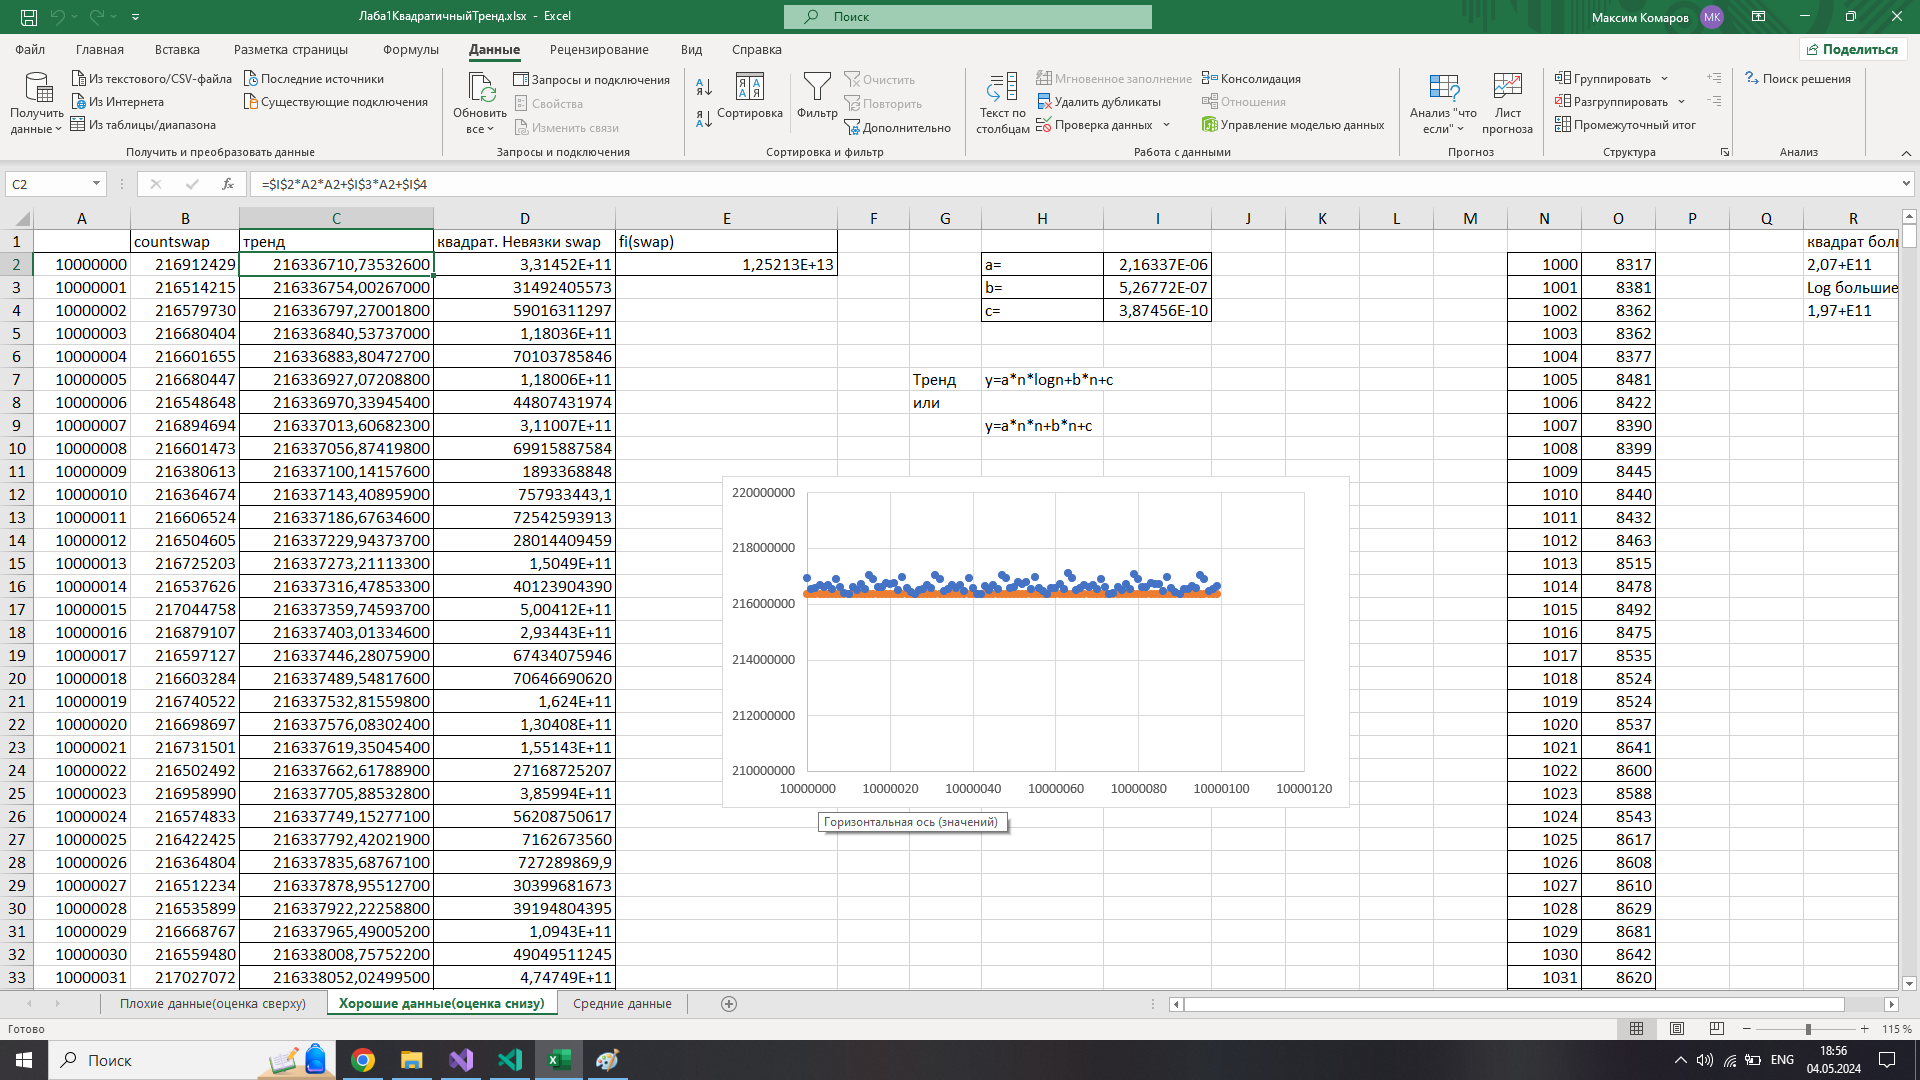 Лаба1КвадратичныйТренд.xlsx - Excel
Поиск
Максим Комаров МК
Файл Главная Вставка Разметка страницы Формулы Данные Рецензирование Вид Справка
Поделиться
Получить данные
Из текстового/CSV-файла
Из Интернета
Из таблицы/диапазона
Последние источники
Существующие подключения
Получить и преобразовать данные
Обновить все
Запросы и подключения
Свойства
Изменить связи
Запросы и подключения
Сортировка
Фильтр
Очистить
Повторить
Дополнительно
Сортировка и фильтр
Текст по столбцам
Мгновенное заполнение
Удалить дубликаты
Проверка данных
Консолидация
Отношения
Управление моделью данных
Работа с данными
Анализ "что если"
Лист прогноза
Прогноз
Группировать
Разгруппировать
Промежуточный итог
Структура
Поиск решения
Анализ
C2
fx
=$I$2*A2*A2+$I$3*A2+$I$4
A B C D E F G H I J K L M N O P Q R
1 countswap тренд квадрат. Невязки swap fi(swap) квадрат боль
2 10000000 216912429 216336710,73532600 3,31452E+11 1,25213E+13 a= 2,16337E-06 1000 8317 2,07+E11
3 10000001 216514215 216336754,00267000 31492405573 b= 5,26772E-07 1001 8381 Log большие
4 10000002 216579730 216336797,27001800 59016311297 c= 3,87456E-10 1002 8362 1,97+E11
5 10000003 216680404 216336840,53737000 1,18036E+11 1003 8362
6 10000004 216601655 216336883,80472700 70103785846 1004 8377
7 10000005 216680447 216336927,07208800 1,18006E+11 Тренд y=a*n*logn+b*n+c 1005 8481
8 10000006 216548648 216336970,33945400 44807431974 или 1006 8422
9 10000007 216894694 216337013,60682300 3,11007E+11 y=a*n*n+b*n+c 1007 8390
10 10000008 216601473 216337056,87419800 69915887584 1008 8399
11 10000009 216380613 216337100,14157600 1893368848 1009 8445
12 10000010 216364674 216337143,40895900 757933443,1 1010 8440
13 10000011 216606524 216337186,67634600 72542593913 1011 8432
14 10000012 216504605 216337229,94373700 28014409459 1012 8463
15 10000013 216725203 216337273,21113300 1,5049E+11 1013 8515
16 10000014 216537626 216337316,47853300 40123904390 1014 8478
17 10000015 217044758 216337359,74593700 5,00412E+11 1015 8492
18 10000016 216879107 216337403,01334600 2,93443E+11 1016 8475
19 10000017 216597127 216337446,28075900 67434075946 1017 8535
20 10000018 216603284 216337489,54817600 70646690620 1018 8524
21 10000019 216740522 216337532,81559800 1,624E+11 1019 8524
22 10000020 216698697 216337576,08302400 1,30408E+11 1020 8537
23 10000021 216731501 216337619,35045400 1,55143E+11 1021 8641
24 10000022 216502492 216337662,61788900 27168725207 1022 8600
25 10000023 216958990 216337705,88532800 3,85994E+11 1023 8588
26 10000024 216574833 216337749,15277100 56208750617 1024 8543
27 10000025 216422425 216337792,42021900 7162673560 1025 8617
28 10000026 216364804 216337835,68767100 727289869,9 1026 8608
29 10000027 216512234 216337878,95512700 30399681673 1027 8610
30 10000028 216535899 216337922,22258800 39194804395 1028 8629
31 10000029 216668767 216337965,49005200 1,0943E+11 1029 8681
32 10000030 216559480 216338008,75752200 49049511245 1030 8642
33 10000031 217027072 216338052,02499500 4,74749E+11 1031 8620
220000000
218000000
216000000
214000000
212000000
210000000
10000000 10000020 10000040 10000060 10000080 10000100 10000120
Горизонтальная ось (значений)
Плохие данные(оценка сверху) Хорошие данные(оценка снизу) Средние данные
Готово
115 %
Поиск
ENG
18:56
04.05.2024